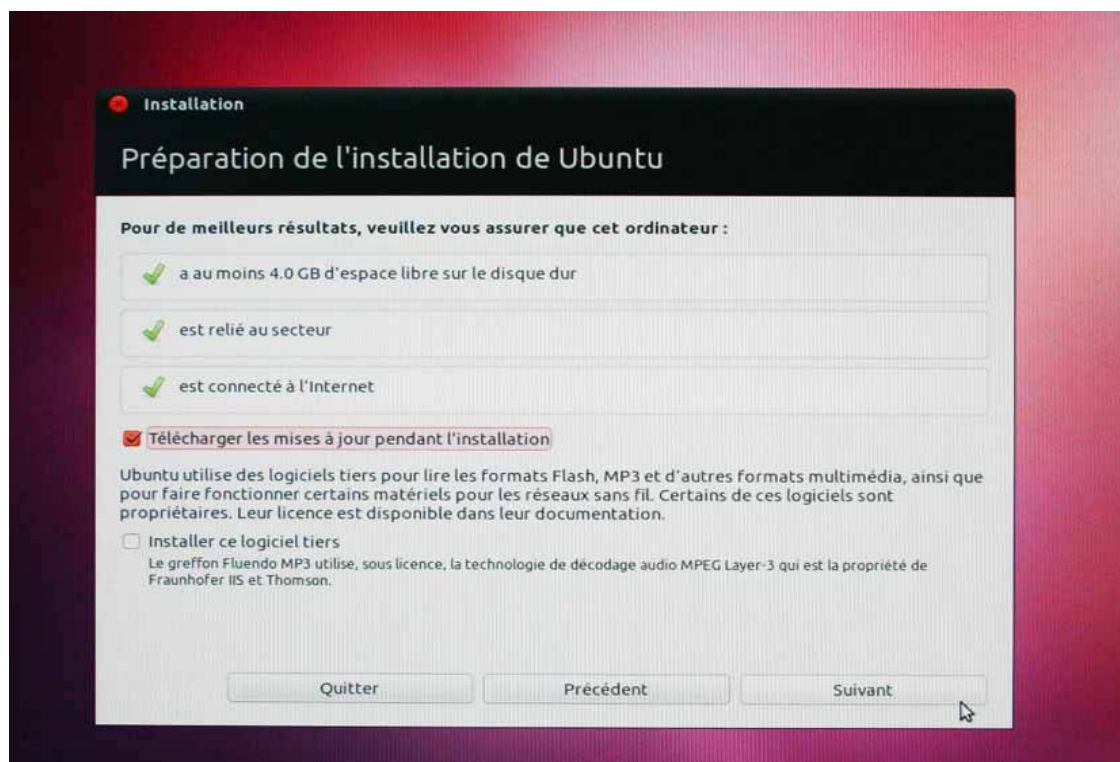 Installation
Préparation de l'installation de Ubuntu
Pour de meilleurs résultats, veuillez vous assurer que cet ordinateur :
a au moins 4.0 GB d'espace libre sur le disque dur
est relié au secteur
est connecté à l'Internet
Télécharger les mises à jour pendant l'installation
Ubuntu utilise des logiciels tiers pour lire les formats Flash, MP3 et d'autres formats multimédia, ainsi que
pour faire fonctionner certains matériels pour les réseaux sans fil. Certains de ces logiciels sont
propriétaires. Leur licence est disponible dans leur documentation.
Installer ce logiciel tiers
Le greffon Fluendo MP3 utilise, sous licence, la technologie de décodage audio MPEG Layer-3 qui est la propriété de
Fraunhofer IIS et Thomson.
Quitter
Précédent
Suivant